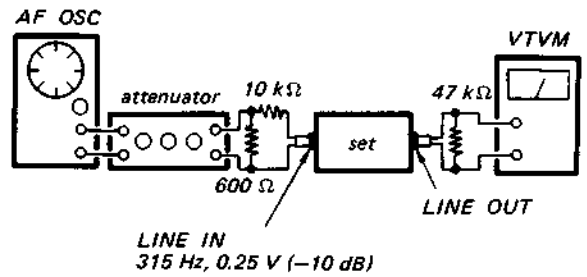 AF OSC
VTVM
attenuator
10 kΩ
47 kΩ
set
600 Ω
LINE OUT
LINE IN
315 Hz, 0.25 V (−10 dB)